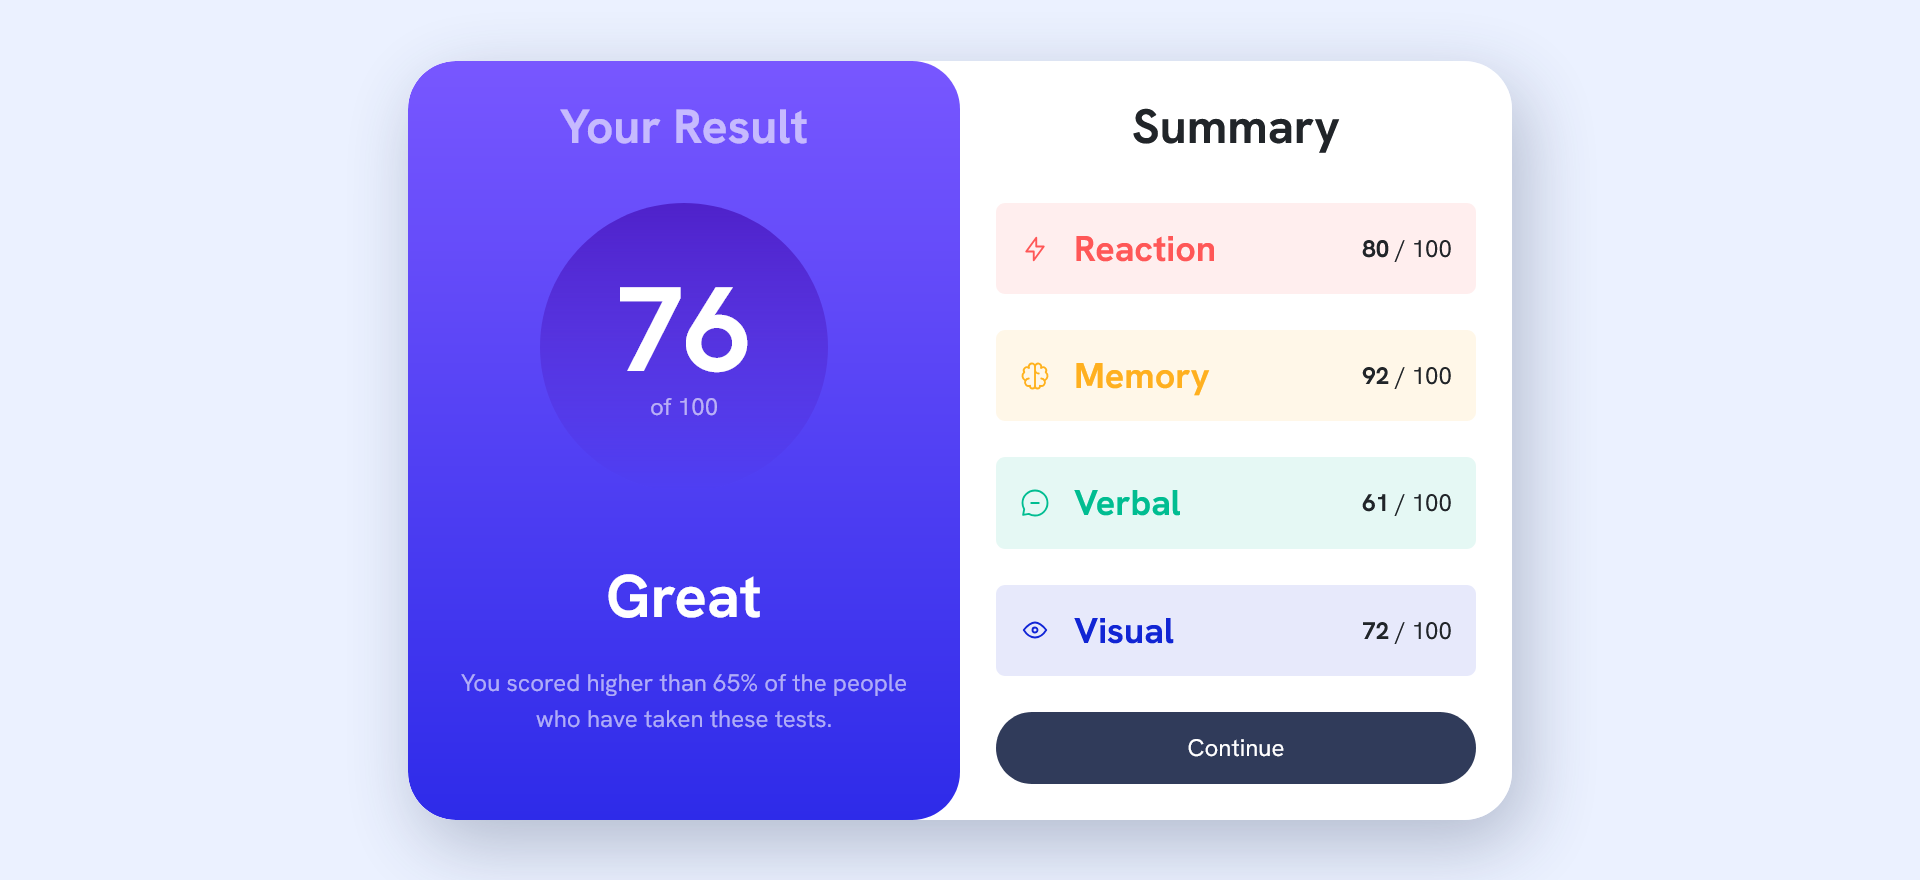 Your Result
76
of 100
Great
You scored higher than 65% of the people
who have taken these tests.
Summary
Reaction 80 / 100
Memory 92 / 100
Verbal 61 / 100
Visual 72 / 100
Continue